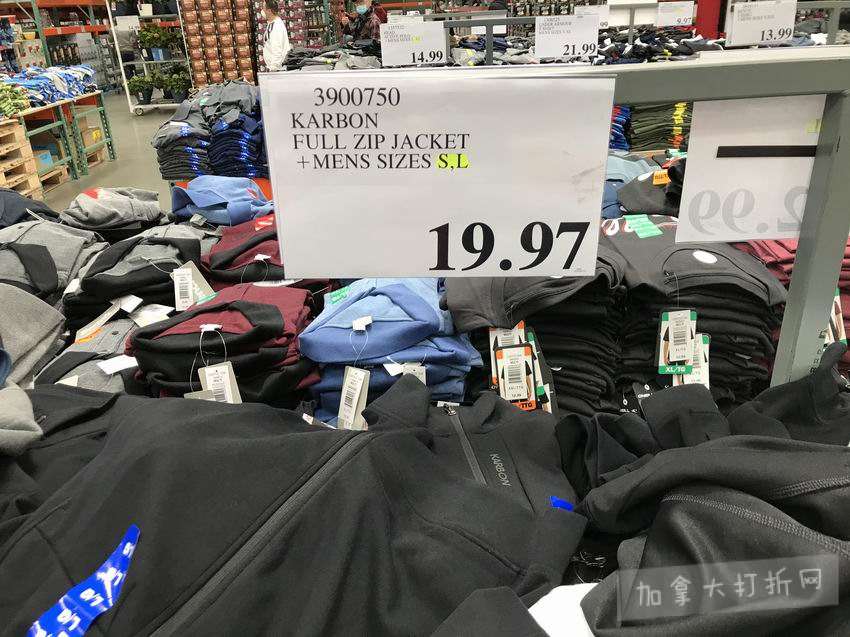 14.99
21.99
9.97
13.99
3900750
KARBON
FULL ZIP JACKET
+MENS SIZES S,L
19.97
KARBON
XL/TG
加拿大打折网